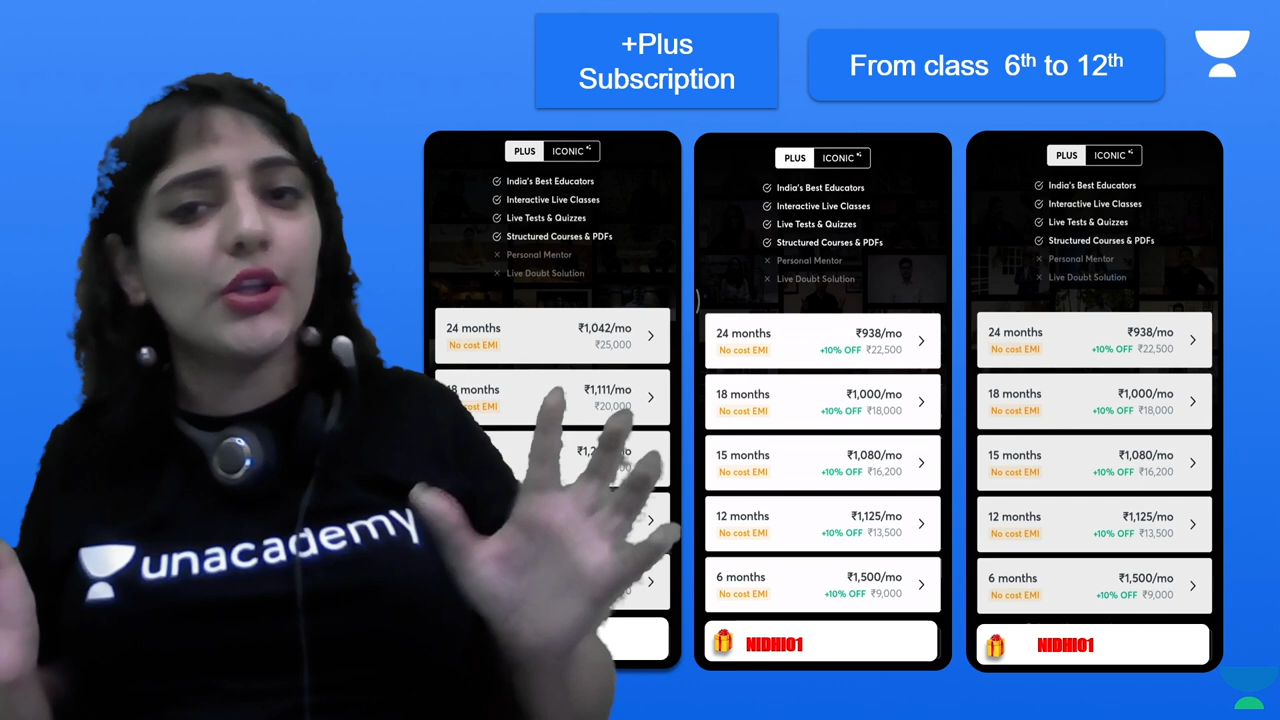 +Plus
Subscription
From class 6th to 12th
PLUS ICONIC
India's Best Educators
Interactive Live Classes
Live Tests & Quizzes
Structured Courses & PDFs
Personal Mentor
Live Doubt Solution
24 months ₹1,042/mo
No cost EMI ₹25,000
months ₹1,111/mo
EMI ₹20,000
PLUS ICONIC
India's Best Educators
Interactive Live Classes
Live Tests & Quizzes
Structured Courses & PDFs
Personal Mentor
Live Doubt Solution
24 months ₹938/mo
No cost EMI +10% OFF ₹22,500
18 months ₹1,000/mo
No cost EMI +10% OFF ₹18,000
15 months ₹1,080/mo
No cost EMI +10% OFF ₹16,200
12 months ₹1,125/mo
No cost EMI +10% OFF ₹13,500
6 months ₹1,500/mo
No cost EMI +10% OFF ₹9,000
NIDHI01
PLUS ICONIC
India's Best Educators
Interactive Live Classes
Live Tests & Quizzes
Structured Courses & PDFs
Personal Mentor
Live Doubt Solution
24 months ₹938/mo
No cost EMI +10% OFF ₹22,500
18 months ₹1,000/mo
No cost EMI +10% OFF ₹18,000
15 months ₹1,080/mo
No cost EMI +10% OFF ₹16,200
12 months ₹1,125/mo
No cost EMI +10% OFF ₹13,500
6 months ₹1,500/mo
No cost EMI +10% OFF ₹9,000
NIDHI01
unacademy